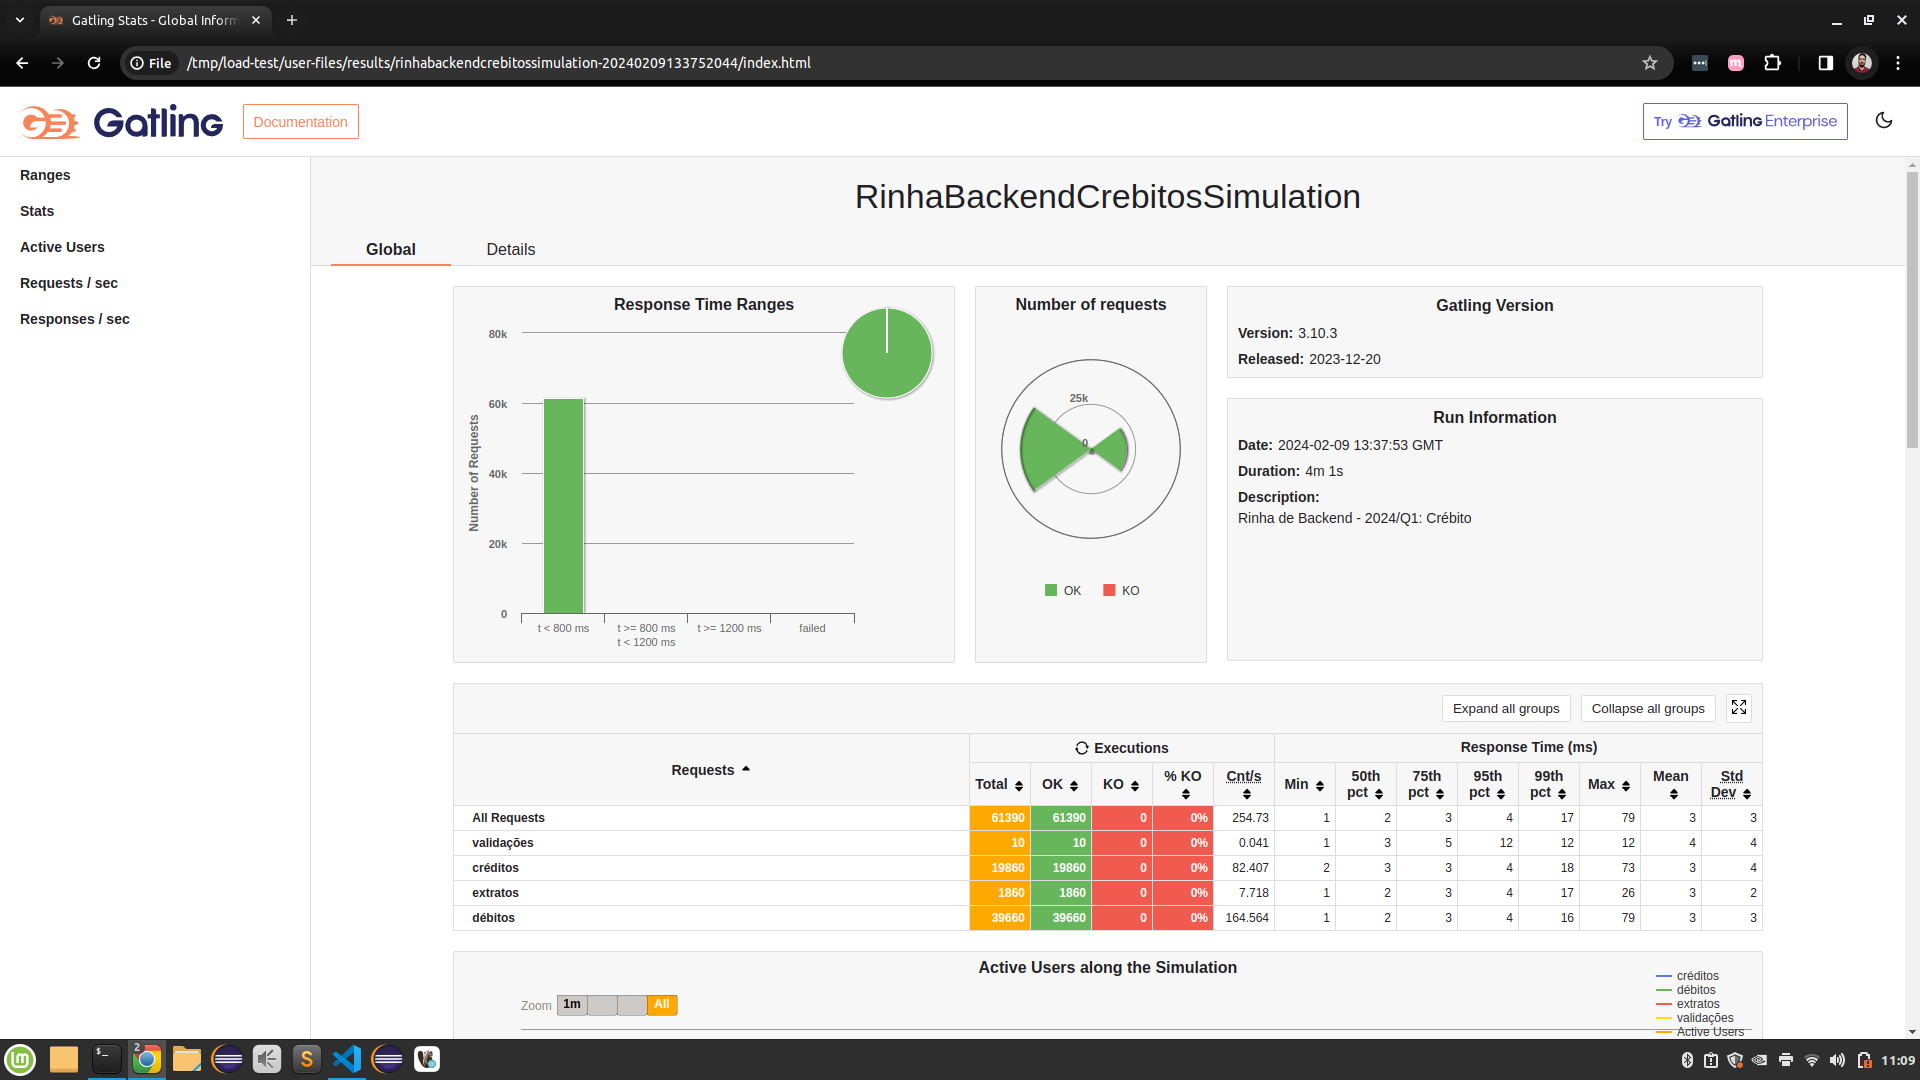 Gatling Stats - Global Inform
File
/tmp/load-test/user-files/results/rinhabackendcrebitossimulation-20240209133752044/index.html
Gatling
Documentation
Try Gatling Enterprise
Ranges
Stats
Active Users
Requests / sec
Responses / sec
RinhaBackendCrebitosSimulation
Global Details
Response Time Ranges
Number of Requests
80k
60k
40k
20k
0
t < 800 ms
t >= 800 ms
t < 1200 ms
t >= 1200 ms
failed
Number of requests
25k
0
OK KO
Gatling Version
Version: 3.10.3
Released: 2023-12-20
Run Information
Date: 2024-02-09 13:37:53 GMT
Duration: 4m 1s
Description:
Rinha de Backend - 2024/Q1: Crébito
Expand all groups Collapse all groups
Requests Executions Response Time (ms)
Total OK KO % KO Cnt/s Min 50th pct 75th pct 95th pct 99th pct Max Mean Std Dev
All Requests 61390 61390 0 0% 254.73 1 2 3 4 17 79 3 3
validações 10 10 0 0% 0.041 1 3 5 12 12 12 4 4
créditos 19860 19860 0 0% 82.407 2 3 3 4 18 73 3 4
extratos 1860 1860 0 0% 7.718 1 2 3 4 17 26 3 2
débitos 39660 39660 0 0% 164.564 1 2 3 4 16 79 3 3
Active Users along the Simulation
Zoom 1m All
créditos
débitos
extratos
validações
Active Users
2
11:09